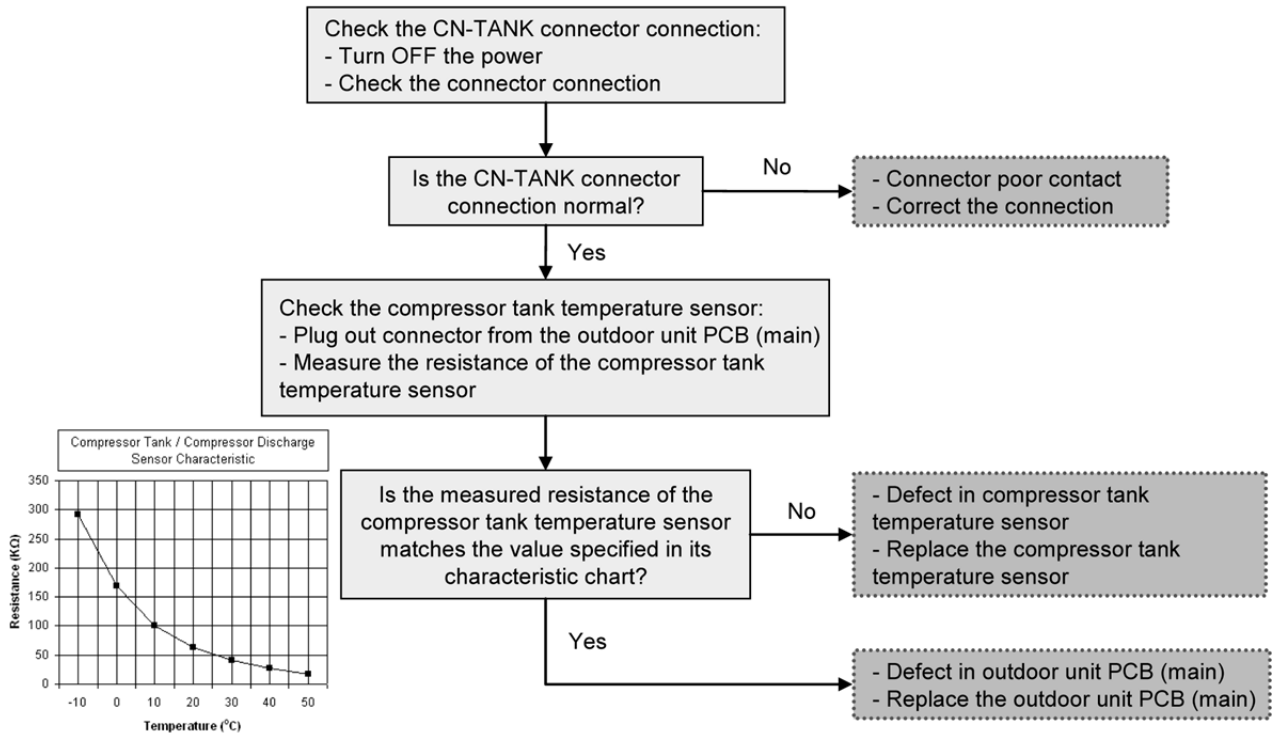 Check the CN-TANK connector connection:
- Turn OFF the power
- Check the connector connection
Is the CN-TANK connector
connection normal?
No
- Connector poor contact
- Correct the connection
Yes
Check the compressor tank temperature sensor:
- Plug out connector from the outdoor unit PCB (main)
- Measure the resistance of the compressor tank
temperature sensor
Compressor Tank / Compressor Discharge
Sensor Characteristic
Resistance (KΩ)
350
300
250
200
150
100
50
0
-10 0 10 20 30 40 50
Temperature (°C)
Is the measured resistance of the
compressor tank temperature sensor
matches the value specified in its
characteristic chart?
No
- Defect in compressor tank
temperature sensor
- Replace the compressor tank
temperature sensor
Yes
- Defect in outdoor unit PCB (main)
- Replace the outdoor unit PCB (main)